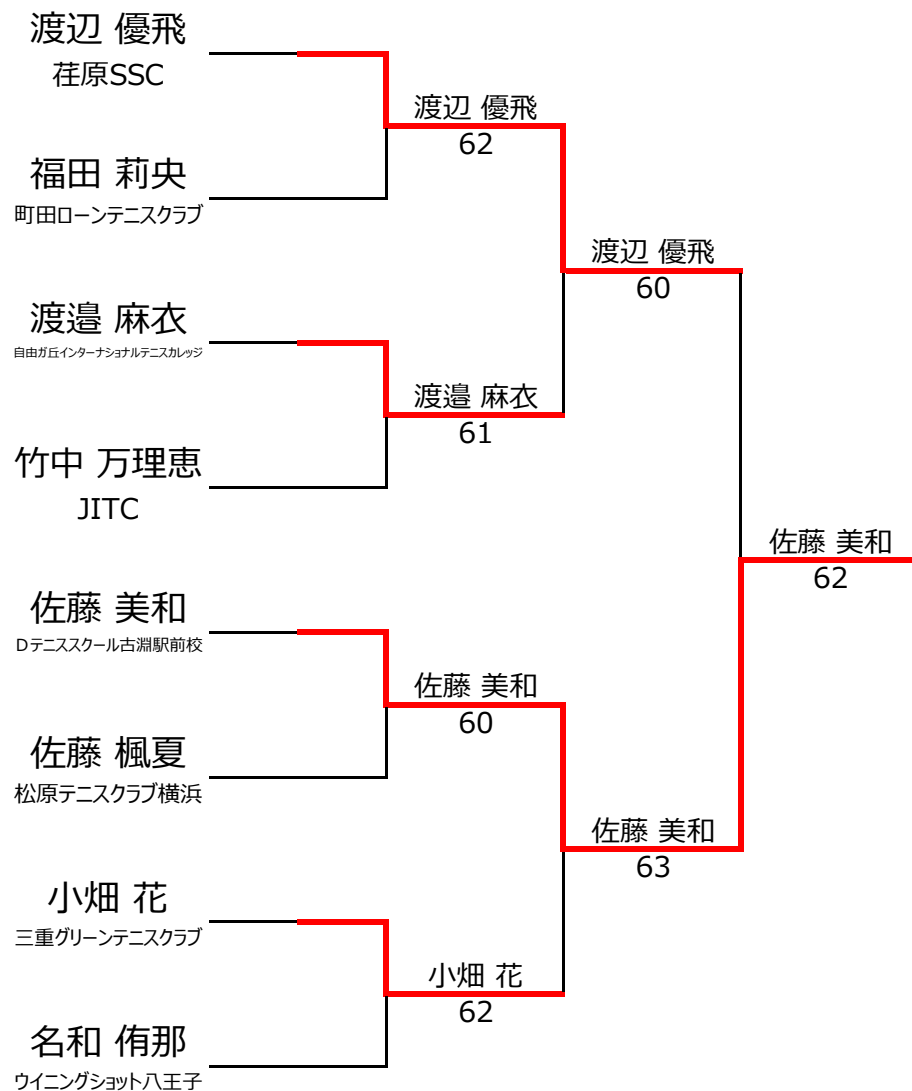 渡辺 優飛
荏原SSC
福田 莉央
町田ローンテニスクラブ
渡邉 麻衣
自由ガ丘インターナショナルテニスカレッジ
竹中 万理恵
JITC
佐藤 美和
Dテニススクール古淵駅前校
佐藤 楓夏
松原テニスクラブ横浜
小畑 花
三重グリーンテニスクラブ
名和 侑那
ウイニングショット八王子
渡辺 優飛
62
渡邉 麻衣
61
佐藤 美和
60
小畑 花
62
渡辺 優飛
60
佐藤 美和
63
佐藤 美和
62